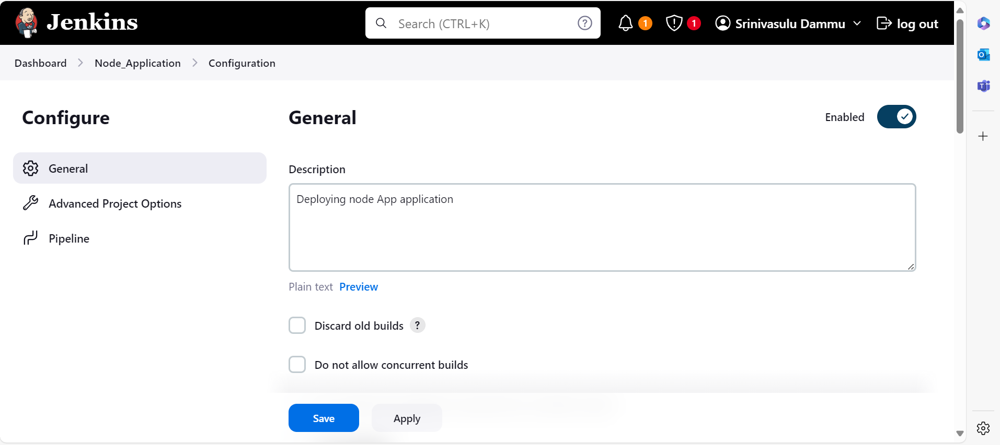 Jenkins
Search (CTRL+K)
?
1
1
Srinivasulu Dammu
log out
Dashboard > Node_Application > Configuration
Configure
General
Advanced Project Options
Pipeline
General
Enabled
Description
Deploying node App application
Plain text Preview
Discard old builds ?
Do not allow concurrent builds
Save
Apply